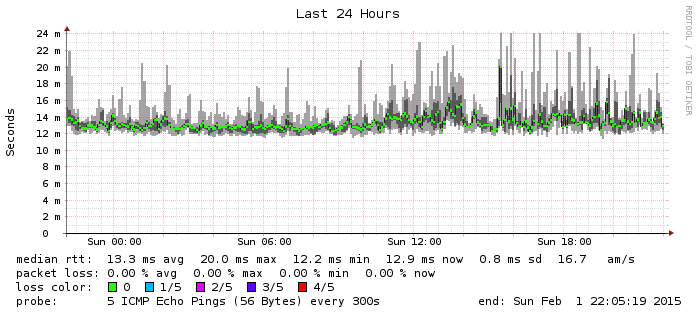 Last 24 Hours
RRDTOOL / TOBI OETIKER
Seconds
24 m
22 m
20 m
18 m
16 m
14 m
12 m
10 m
8 m
6 m
4 m
2 m
0
Sun 00:00 Sun 06:00 Sun 12:00 Sun 18:00
median rtt: 13.3 ms avg 20.0 ms max 12.2 ms min 12.9 ms now 0.8 ms sd 16.7 am/s
packet loss: 0.00 % avg 0.00 % max 0.00 % min 0.00 % now
loss color: 0 1/5 2/5 3/5 4/5
probe: 5 ICMP Echo Pings (56 Bytes) every 300s end: Sun Feb 1 22:05:19 2015